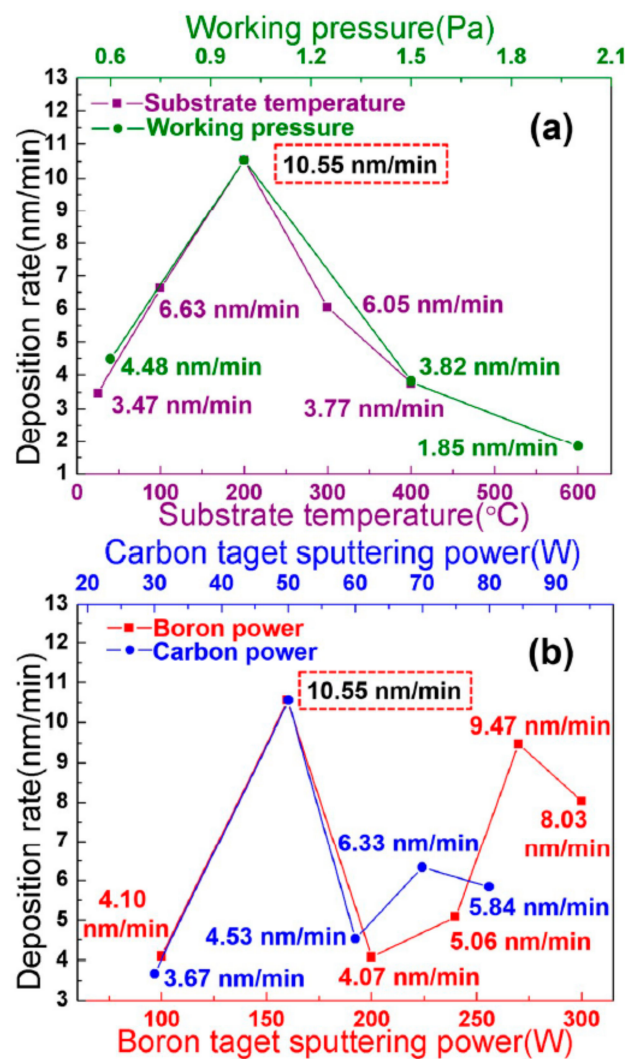 Working pressure(Pa)
0.6 0.9 1.2 1.5 1.8 2.1
13
12
11
10
9
8
7
6
5
4
3
2
1
Deposition rate(nm/min)
Substrate temperature
Working pressure
(a)
10.55 nm/min
6.63 nm/min
6.05 nm/min
4.48 nm/min
3.82 nm/min
3.47 nm/min
3.77 nm/min
1.85 nm/min
0 100 200 300 400 500 600
Substrate temperature(°C)
Carbon taget sputtering power(W)
20 30 40 50 60 70 80 90
13
12
11
10
9
8
7
6
5
4
3
Deposition rate(nm/min)
Boron power
Carbon power
(b)
10.55 nm/min
9.47 nm/min
8.03
nm/min
6.33 nm/min
4.10
nm/min
5.84 nm/min
4.53 nm/min
5.06 nm/min
3.67 nm/min
4.07 nm/min
100 150 200 250 300
Boron taget sputtering power(W)